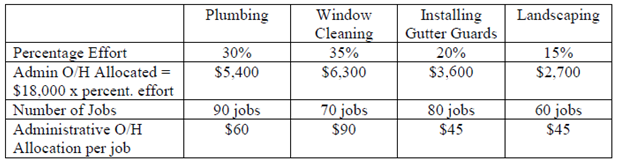 Plumbing Window Cleaning Installing Gutter Guards Landscaping
Percentage Effort 30% 35% 20% 15%
Admin O/H Allocated = $18,000 x percent. effort $5,400 $6,300 $3,600 $2,700
Number of Jobs 90 jobs 70 jobs 80 jobs 60 jobs
Administrative O/H Allocation per job $60 $90 $45 $45